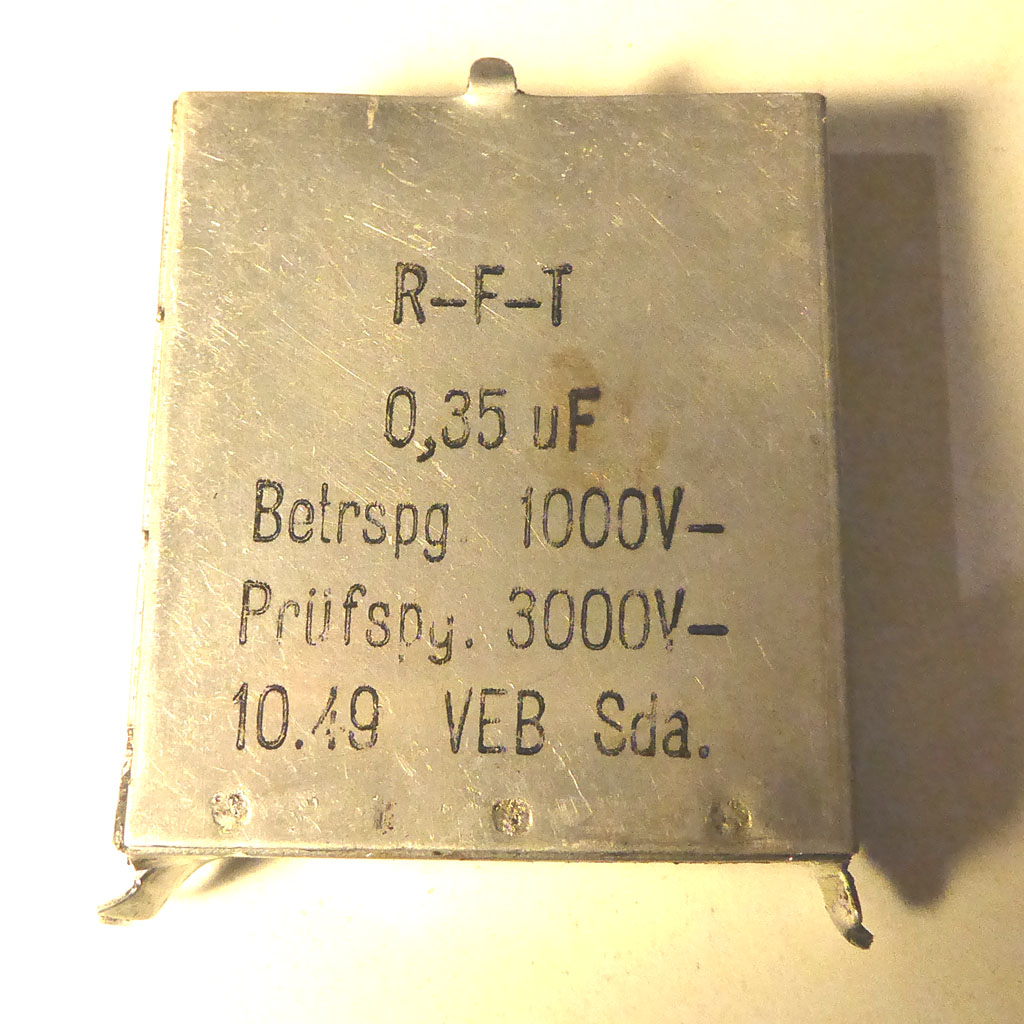 R-F-T
0,35 uF
Betrspg. 1000V-
Prüfspg. 3000V-
10.49 VEB Sda.